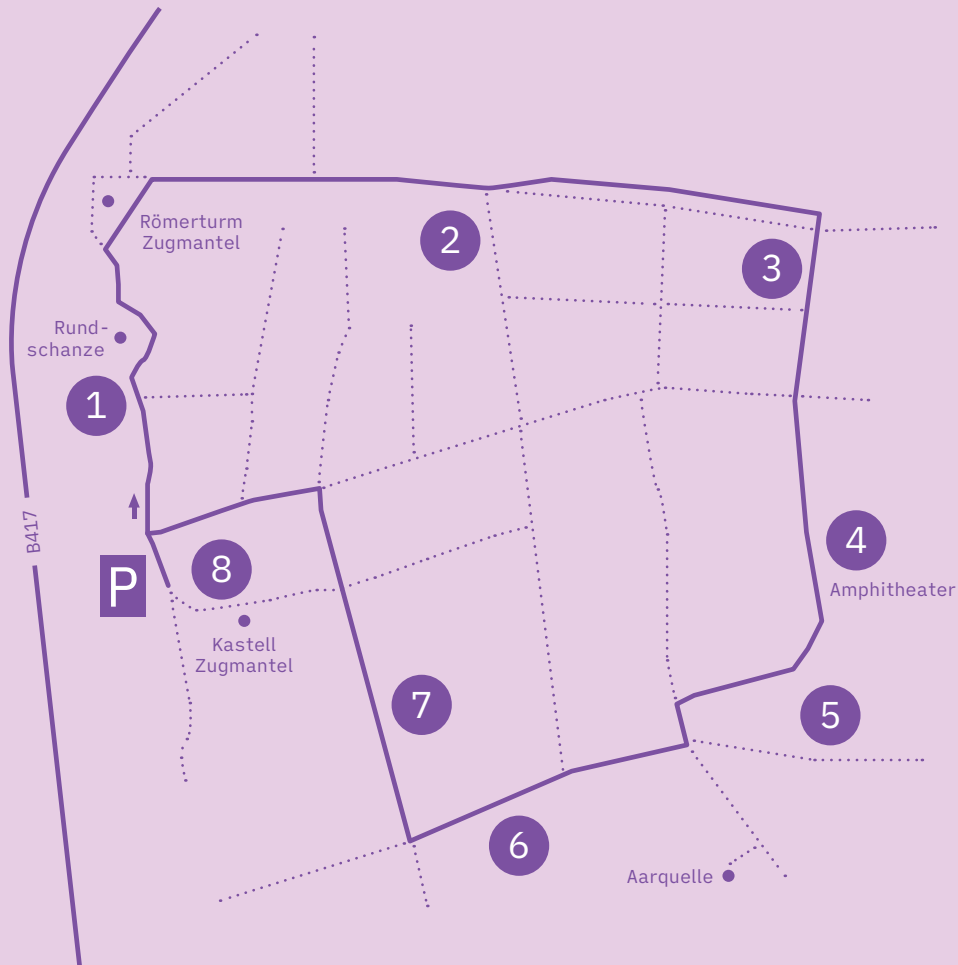 Römerturm
Zugmantel
2
3
Rund-
schanze
1
B417
4
P
8
Amphitheater
Kastell
Zugmantel
7
5
6
Aarquelle